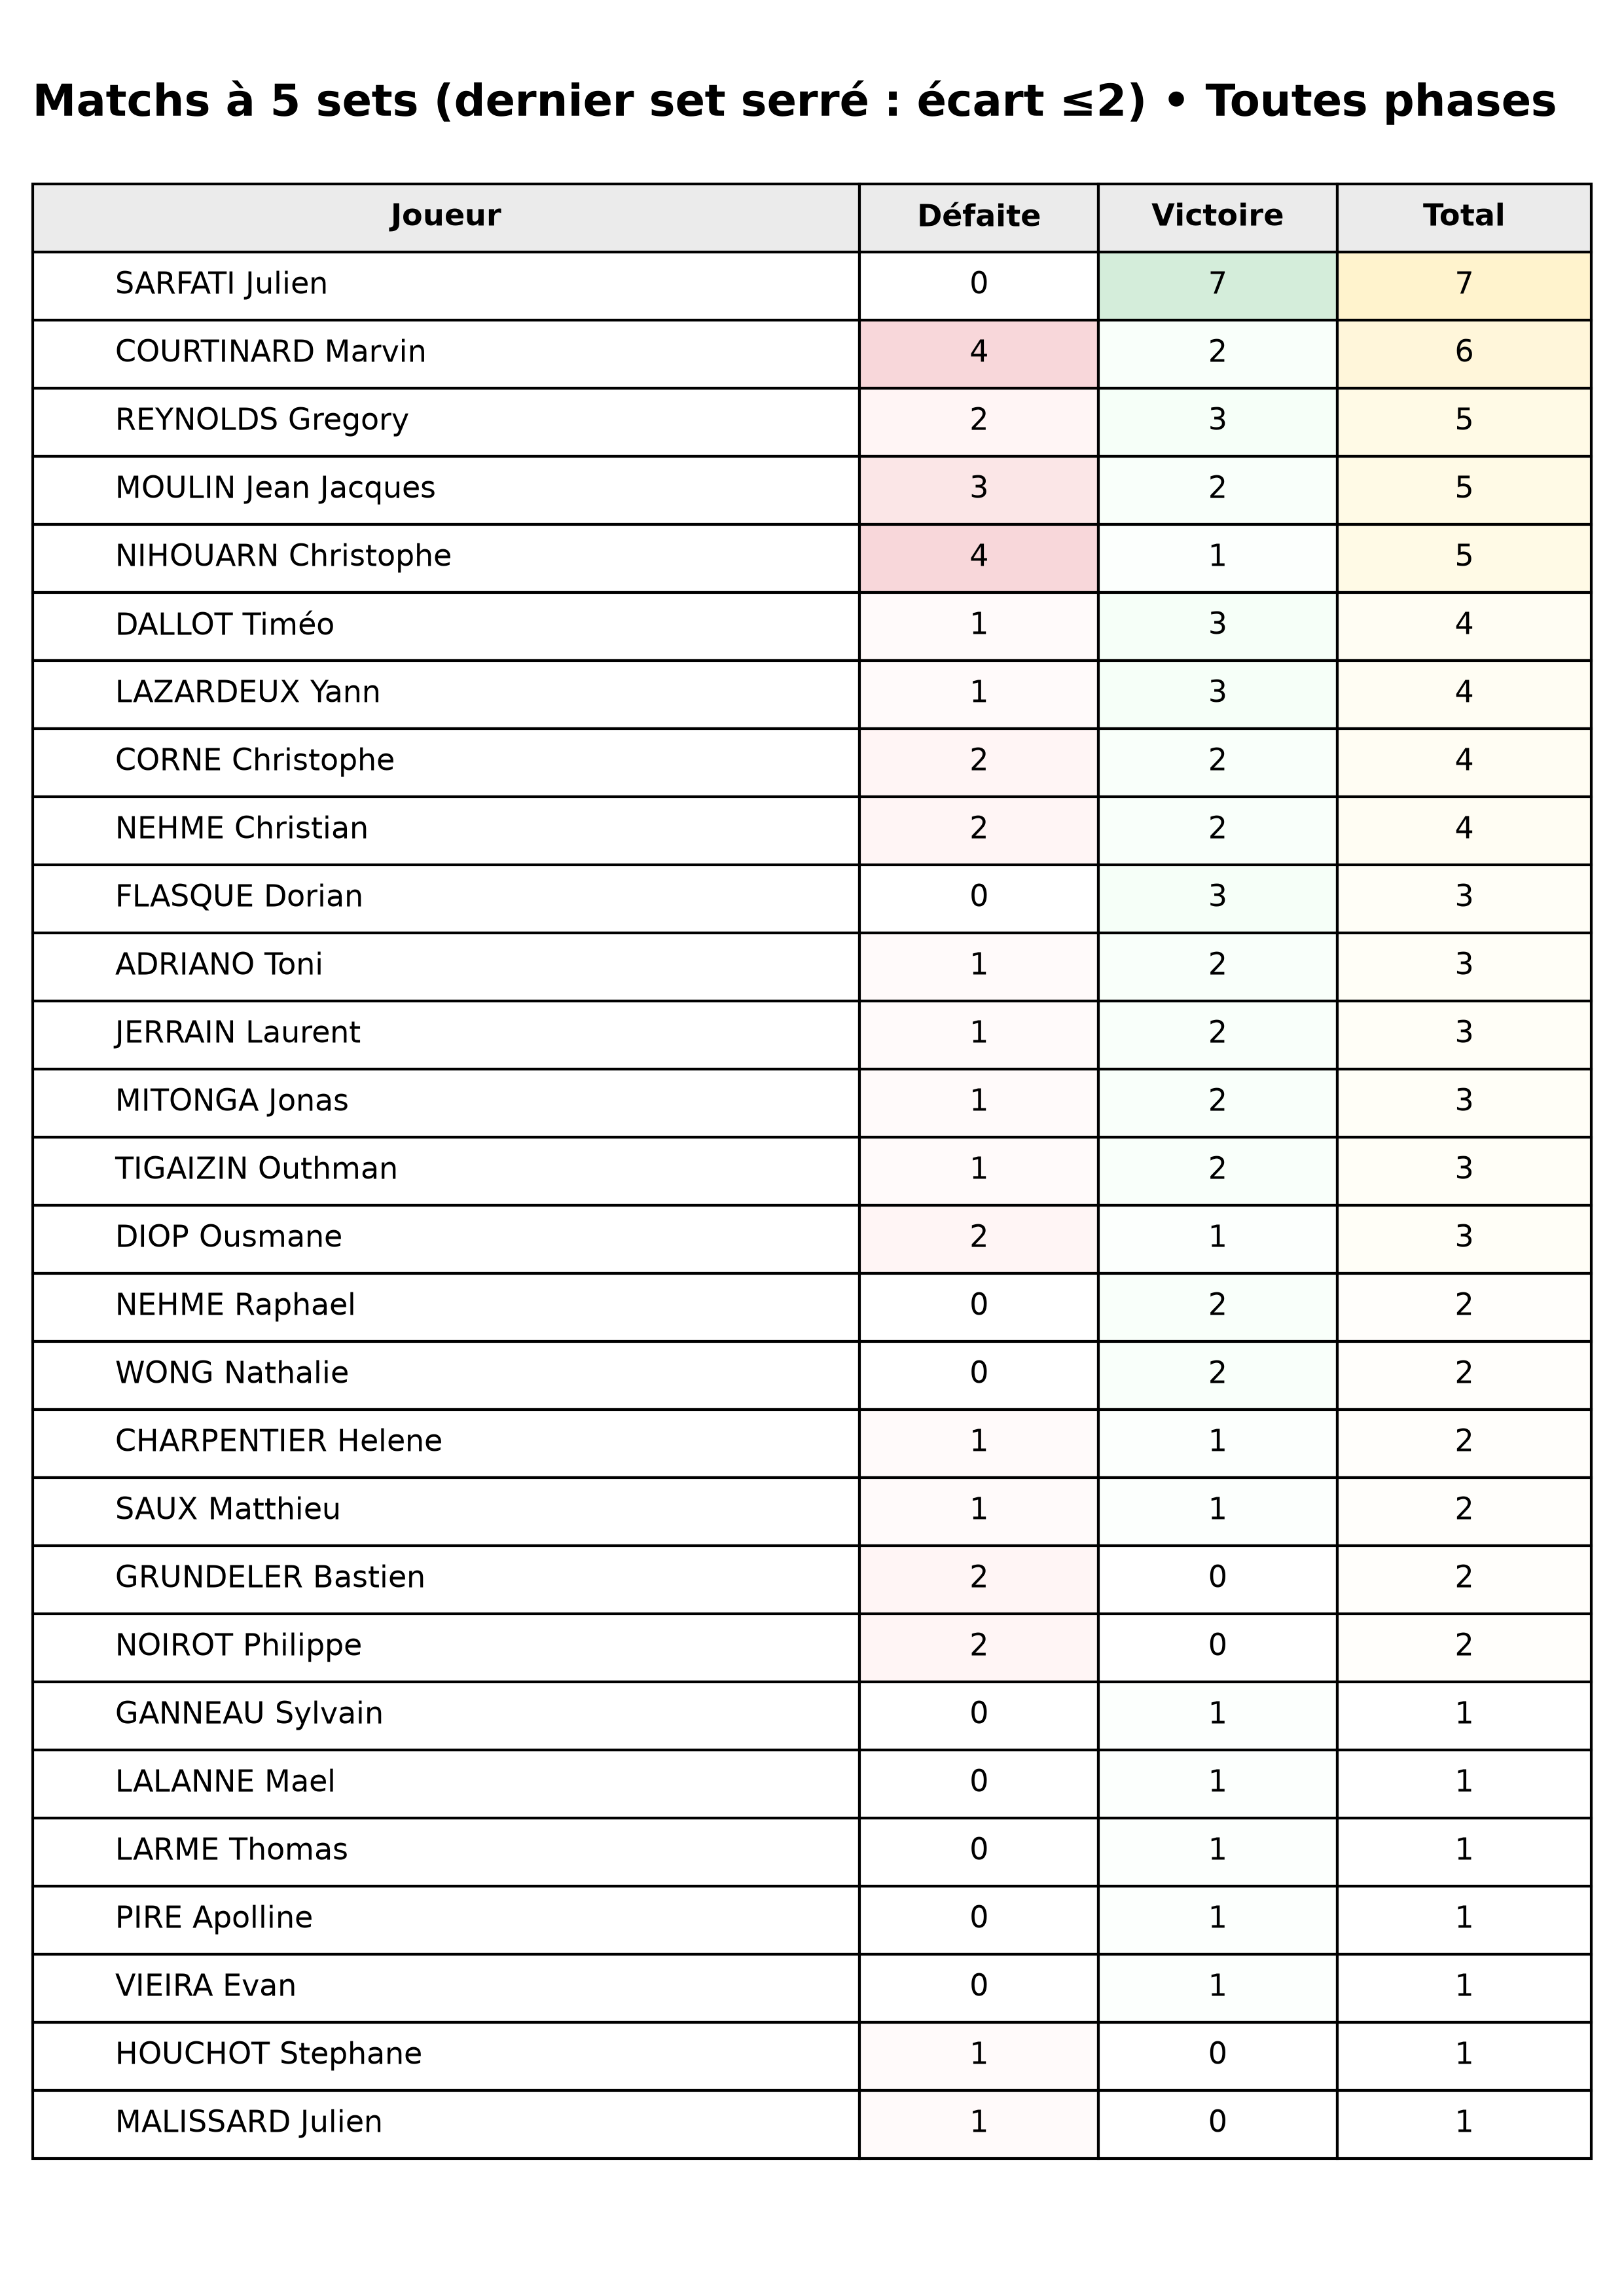 Matchs à 5 sets (dernier set serré : écart ≤2) • Toutes phases
Joueur Défaite Victoire Total
SARFATI Julien 0 7 7
COURTINARD Marvin 4 2 6
REYNOLDS Gregory 2 3 5
MOULIN Jean Jacques 3 2 5
NIHOUARN Christophe 4 1 5
DALLOT Timéo 1 3 4
LAZARDEUX Yann 1 3 4
CORNE Christophe 2 2 4
NEHME Christian 2 2 4
FLASQUE Dorian 0 3 3
ADRIANO Toni 1 2 3
JERRAIN Laurent 1 2 3
MITONGA Jonas 1 2 3
TIGAIZIN Outhman 1 2 3
DIOP Ousmane 2 1 3
NEHME Raphael 0 2 2
WONG Nathalie 0 2 2
CHARPENTIER Helene 1 1 2
SAUX Matthieu 1 1 2
GRUNDELER Bastien 2 0 2
NOIROT Philippe 2 0 2
GANNEAU Sylvain 0 1 1
LALANNE Mael 0 1 1
LARME Thomas 0 1 1
PIRE Apolline 0 1 1
VIEIRA Evan 0 1 1
HOUCHOT Stephane 1 0 1
MALISSARD Julien 1 0 1